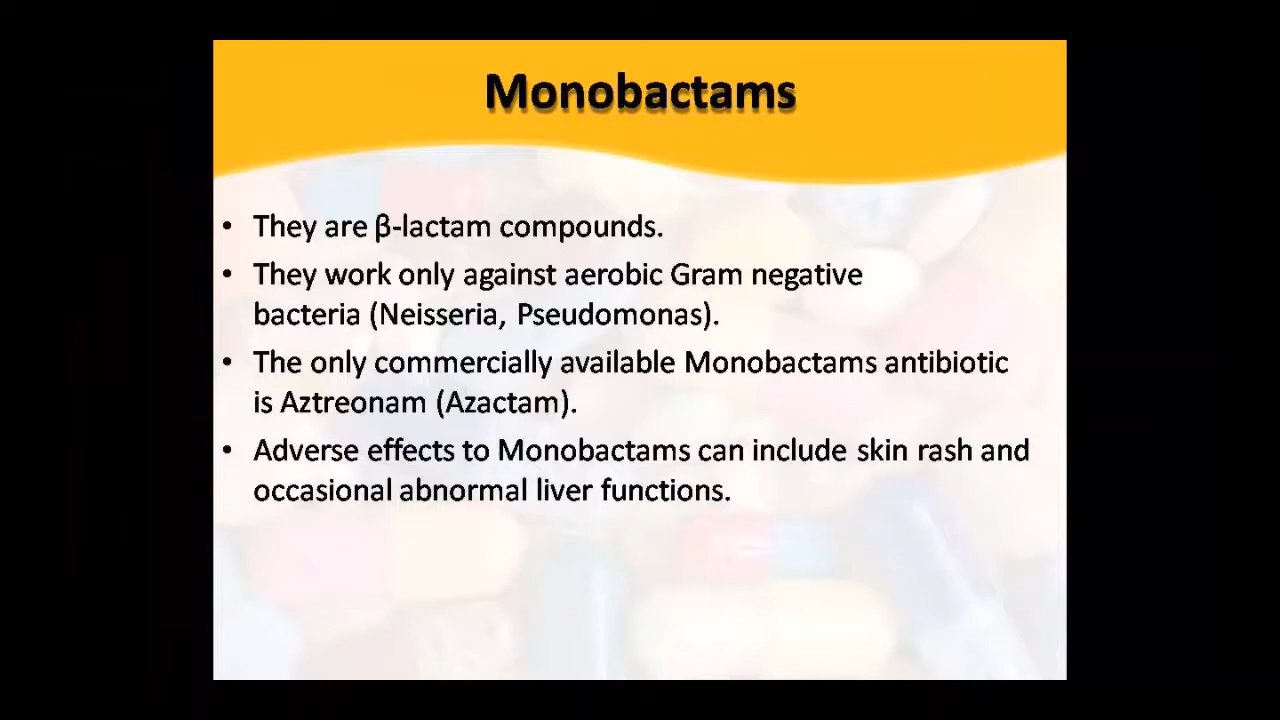 Monobactams
• They are β-lactam compounds.
• They work only against aerobic Gram negative
bacteria (Neisseria, Pseudomonas).
• The only commercially available Monobactams antibiotic
is Aztreonam (Azactam).
• Adverse effects to Monobactams can include skin rash and
occasional abnormal liver functions.